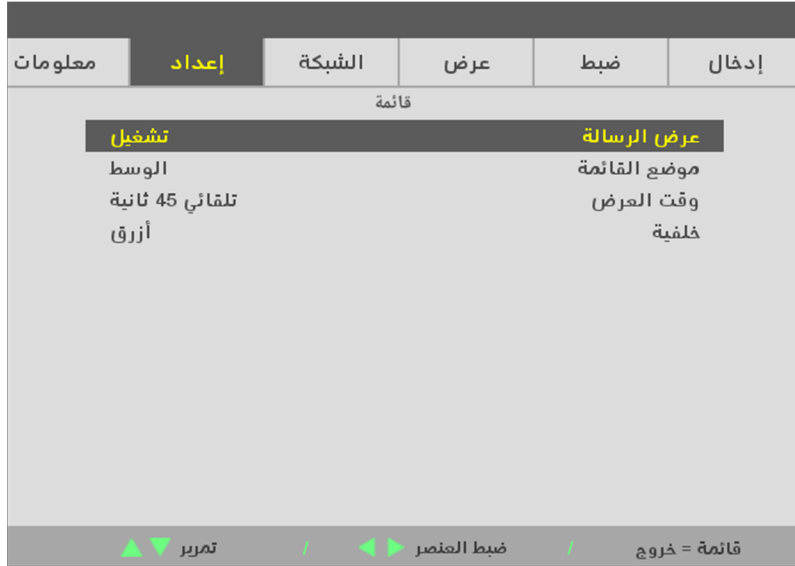 إدخال ضبط عرض الشبكة إعداد معلومات
قائمة
عرض الرسالة تشغيل
موضع القائمة الوسط
وقت العرض تلقائي 45 ثانية
خلفية أزرق
قائمة = خروج / ضبط العنصر / تمرير